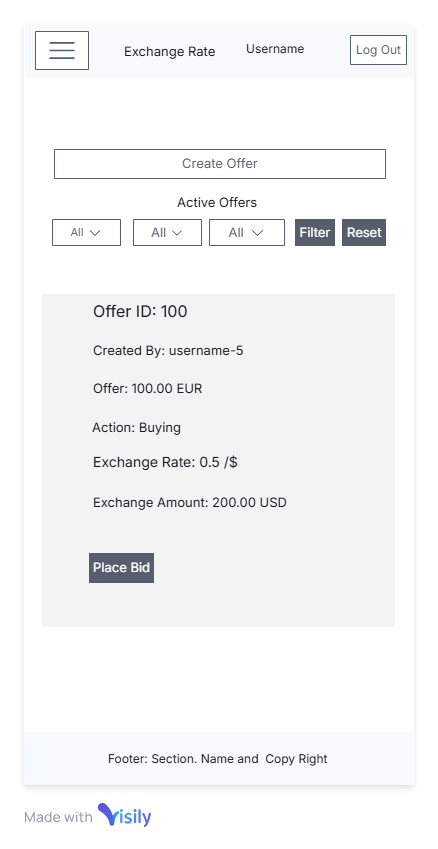 Exchange Rate Username Log Out
Create Offer
Active Offers
All All All Filter Reset
Offer ID: 100
Created By: username-5
Offer: 100.00 EUR
Action: Buying
Exchange Rate: 0.5 /$
Exchange Amount: 200.00 USD
Place Bid
Footer: Section. Name and Copy Right
Made with Visily